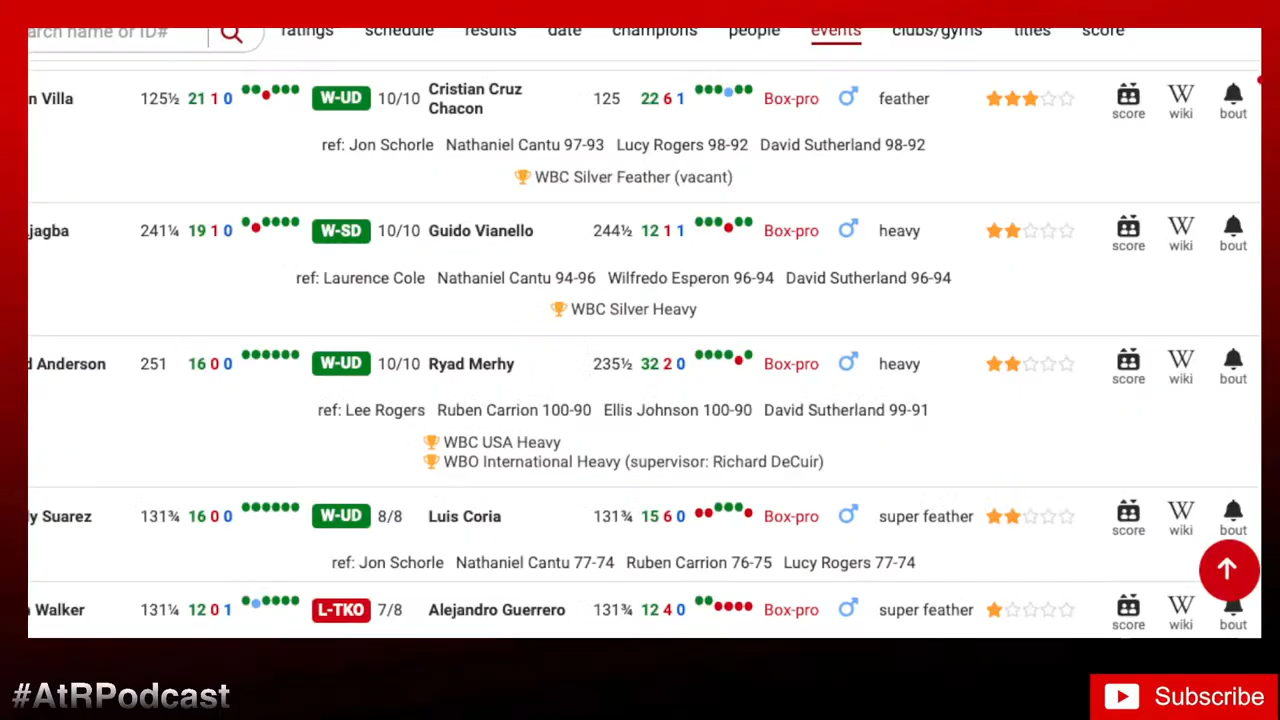 arch name or ID# ratings schedule results date champions people events clubs/gyms titles score
n Villa 125½ 21 1 0 W-UD 10/10 Cristian Cruz Chacon 125 22 6 1 Box-pro feather score wiki bout
ref: Jon Schorle Nathaniel Cantu 97-93 Lucy Rogers 98-92 David Sutherland 98-92
WBC Silver Feather (vacant)
jagba 241¼ 19 1 0 W-SD 10/10 Guido Vianello 244½ 12 1 1 Box-pro heavy score wiki bout
ref: Laurence Cole Nathaniel Cantu 94-96 Wilfredo Esperon 96-94 David Sutherland 96-94
WBC Silver Heavy
d Anderson 251 16 0 0 W-UD 10/10 Ryad Merhy 235½ 32 2 0 Box-pro heavy score wiki bout
ref: Lee Rogers Ruben Carrion 100-90 Ellis Johnson 100-90 David Sutherland 99-91
WBC USA Heavy
WBO International Heavy (supervisor: Richard DeCuir)
y Suarez 131¾ 16 0 0 W-UD 8/8 Luis Coria 131¾ 15 6 0 Box-pro super feather score wiki bout
ref: Jon Schorle Nathaniel Cantu 77-74 Ruben Carrion 76-75 Lucy Rogers 77-74
Walker 131¼ 12 0 1 L-TKO 7/8 Alejandro Guerrero 131¾ 12 4 0 Box-pro super feather score wiki bout
#AtRPodcast
Subscribe